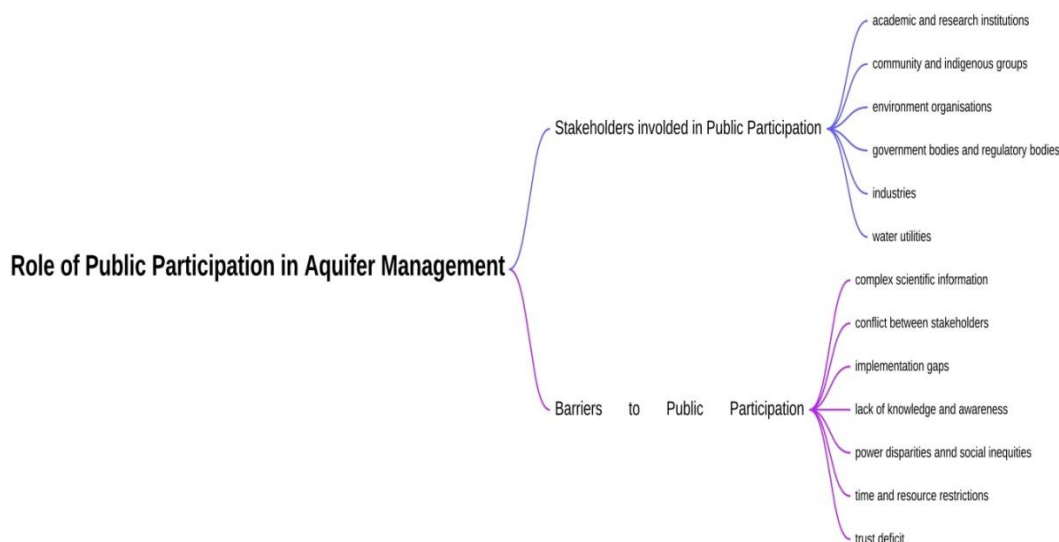 Role of Public Participation in Aquifer Management
Stakeholders involded in Public Participation
academic and research institutions
community and indigenous groups
environment organisations
government bodies and regulatory bodies
industries
water utilities
Barriers to Public Participation
complex scientific information
conflict between stakeholders
implementation gaps
lack of knowledge and awareness
power disparities annd social inequities
time and resource restrictions
trust deficit